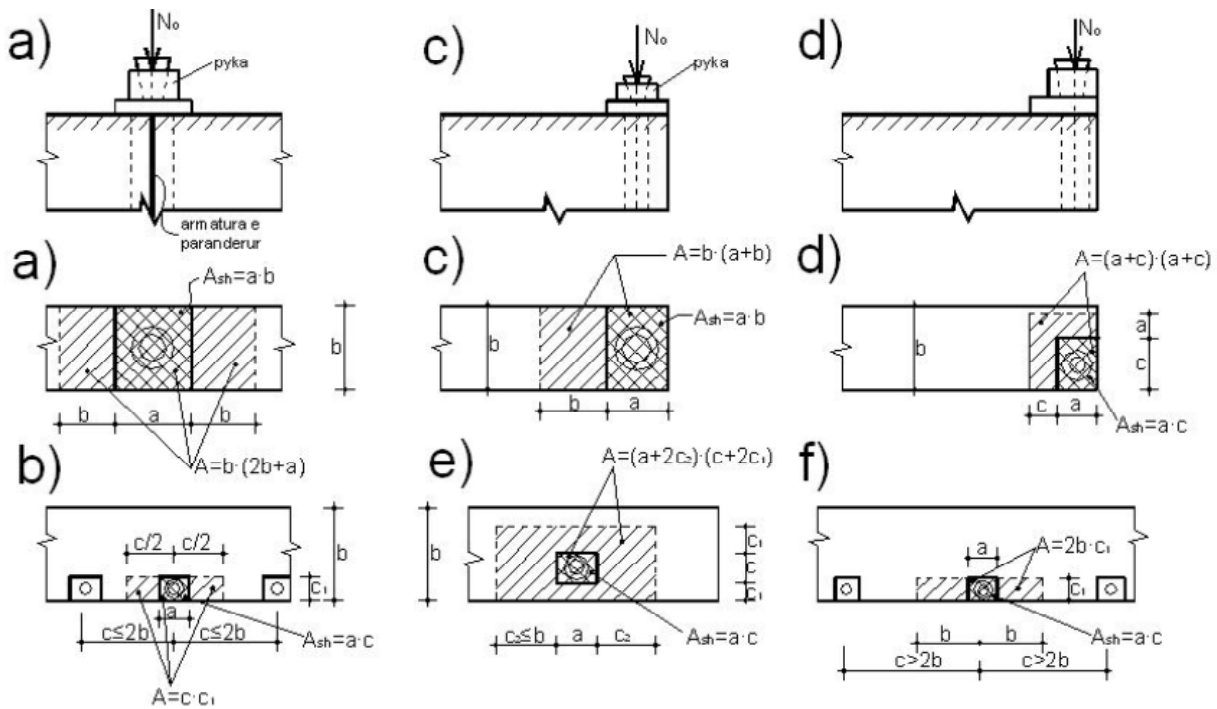 a)
N₀
pyka
armatura e
paranderur
c)
N₀
pyka
d)
N₀
a)
Aₛₕ=a·b
b
b
a
b
A=b·(2b+a)
c)
A=b·(a+b)
Aₛₕ=a·b
b
b
a
d)
A=(a+c)·(a+c)
b
a
c
c
a
Aₛₕ=a·c
b)
c/2
c/2
b
c₁
a
c≤2b
c≤2b
Aₛₕ=a·c
A=c·c₁
e)
A=(a+2c₂)·(c+2c₁)
b
c₁
c
c₁
c₂≤b
a
c₂
Aₛₕ=a·c
f)
a
A=2b·c₁
c₁
b
b
Aₛₕ=a·c
c>2b
c>2b